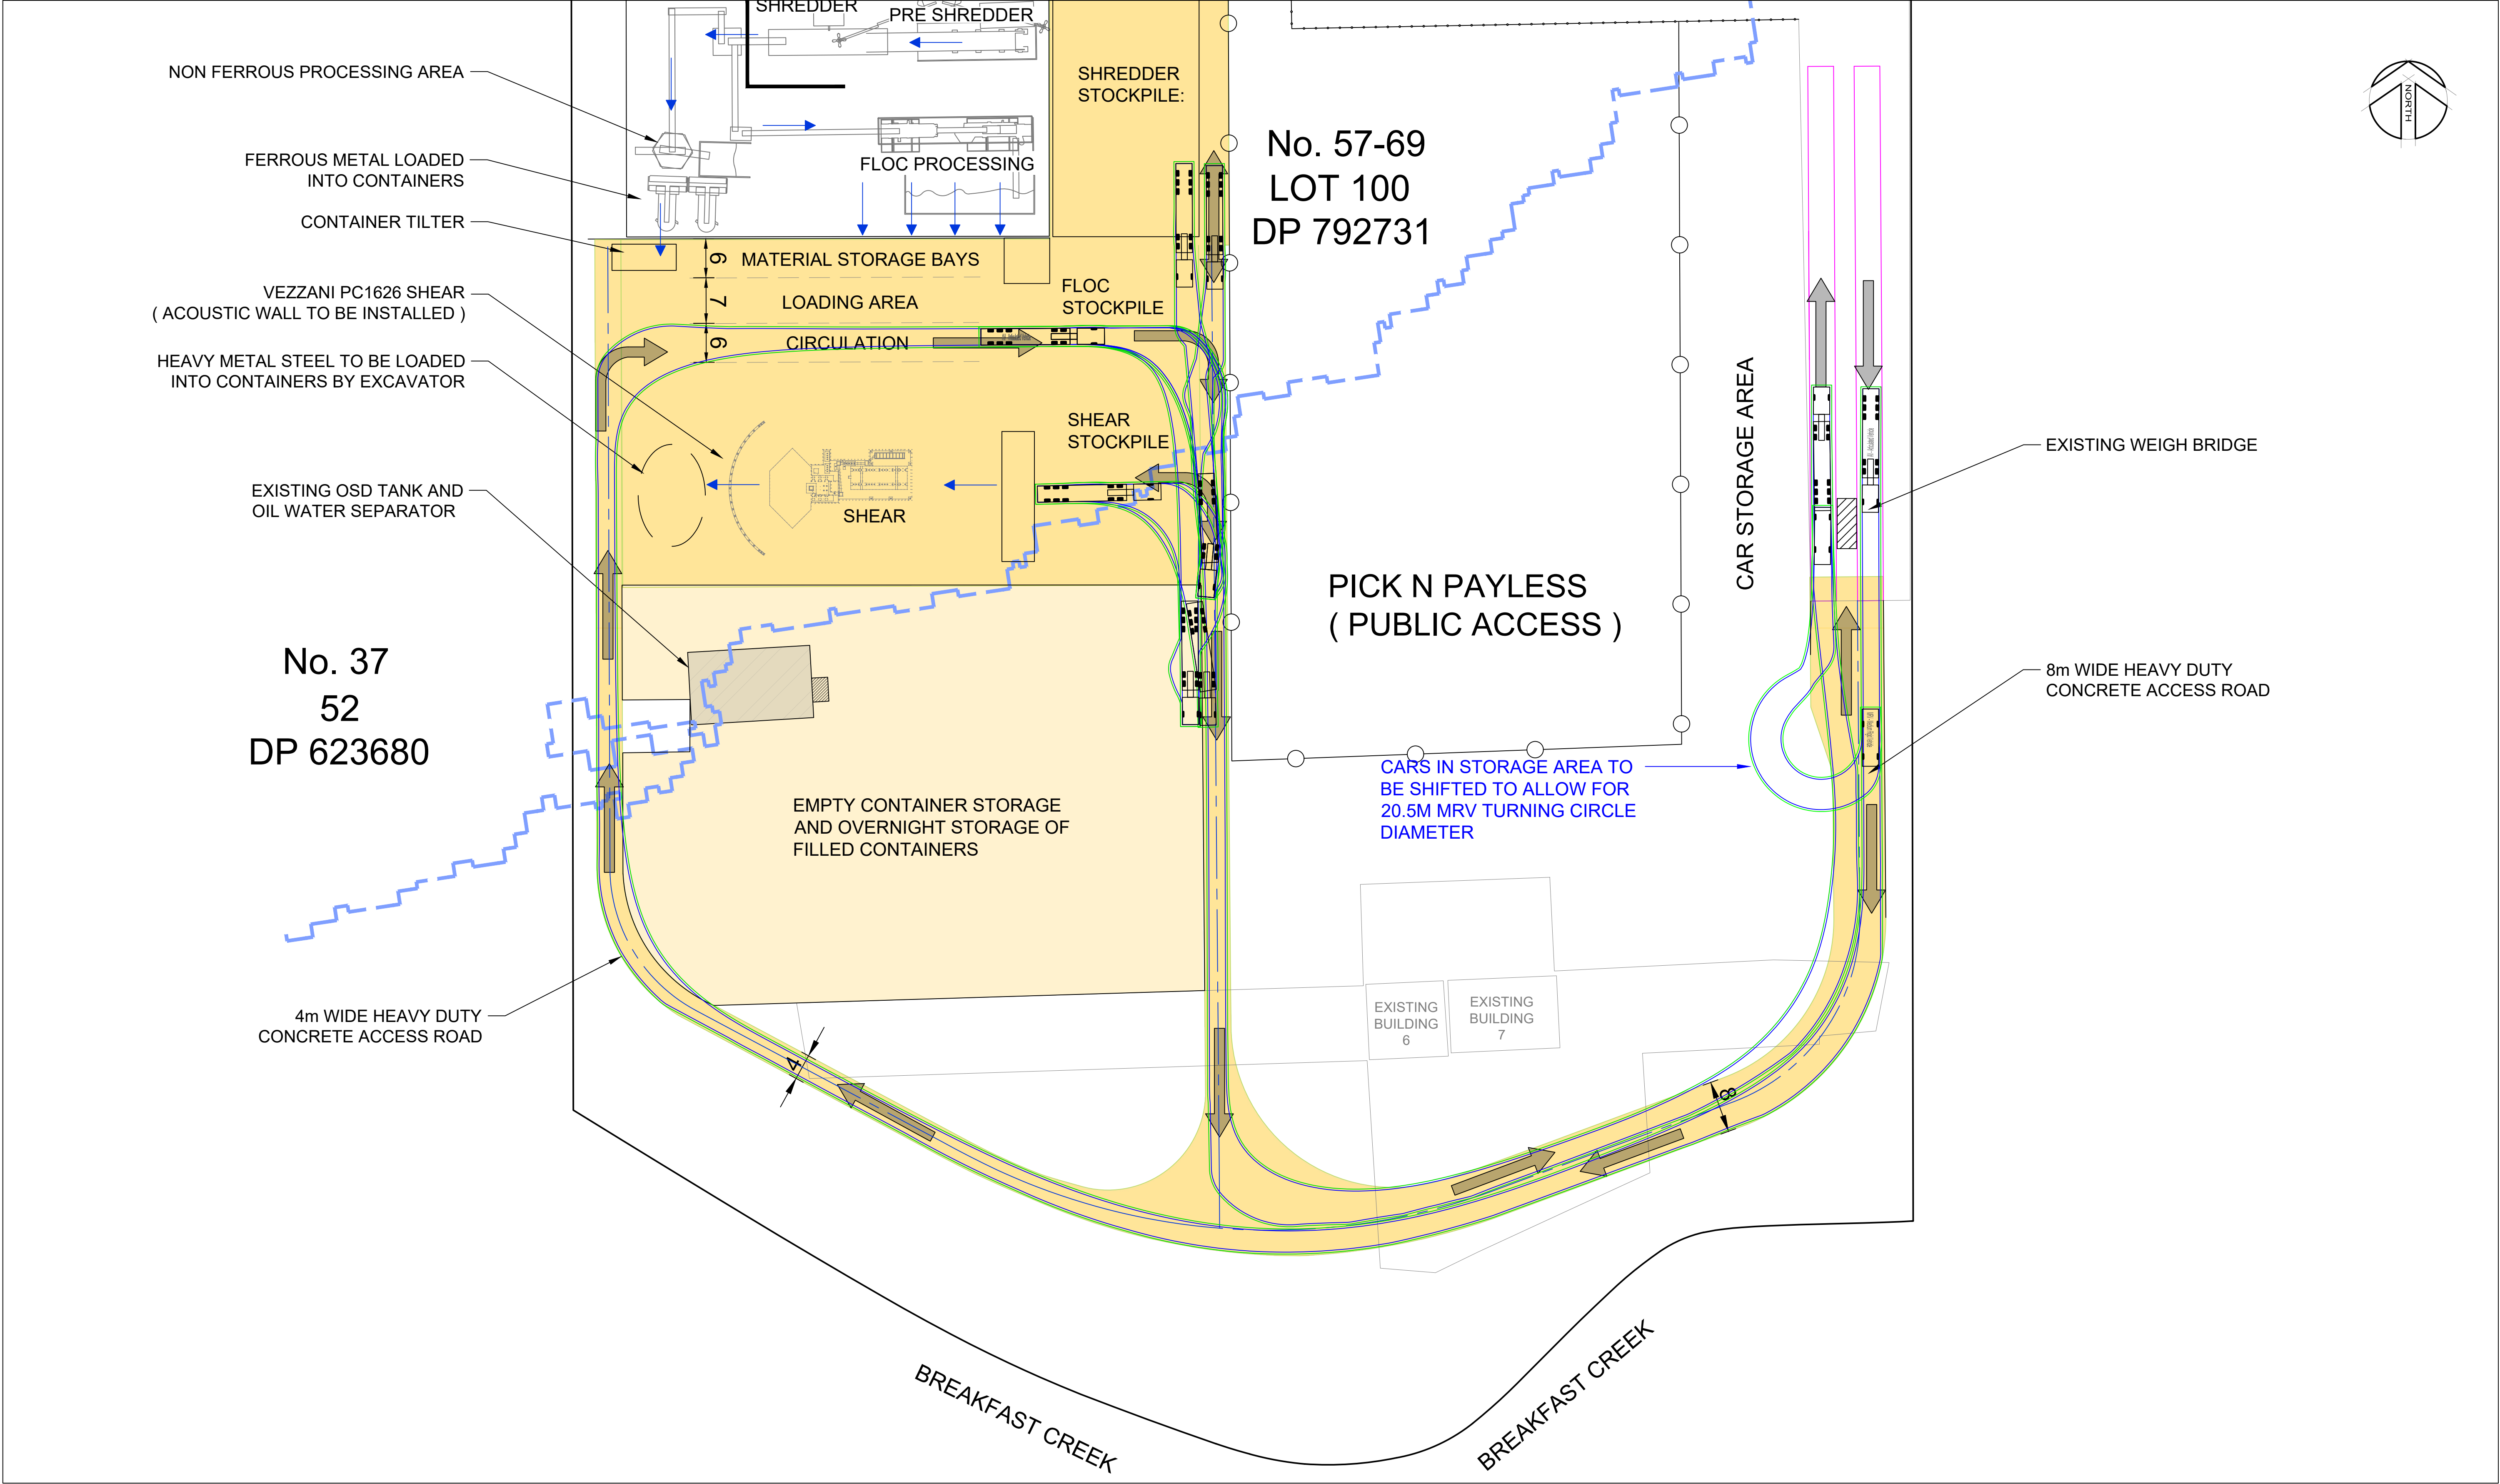 SHREDDER
PRE SHREDDER
NON FERROUS PROCESSING AREA
SHREDDER
STOCKPILE:
NORTH
No. 57-69
LOT 100
DP 792731
FERROUS METAL LOADED
INTO CONTAINERS
FLOC PROCESSING
CONTAINER TILTER
6
MATERIAL STORAGE BAYS
VEZZANI PC1626 SHEAR
( ACOUSTIC WALL TO BE INSTALLED )
7
LOADING AREA
FLOC
STOCKPILE
6
CIRCULATION
HEAVY METAL STEEL TO BE LOADED
INTO CONTAINERS BY EXCAVATOR
SHEAR
STOCKPILE
CAR STORAGE AREA
EXISTING WEIGH BRIDGE
EXISTING OSD TANK AND
OIL WATER SEPARATOR
SHEAR
PICK N PAYLESS
( PUBLIC ACCESS )
No. 37
52
DP 623680
8m WIDE HEAVY DUTY
CONCRETE ACCESS ROAD
CARS IN STORAGE AREA TO
BE SHIFTED TO ALLOW FOR
20.5M MRV TURNING CIRCLE
DIAMETER
EMPTY CONTAINER STORAGE
AND OVERNIGHT STORAGE OF
FILLED CONTAINERS
4m WIDE HEAVY DUTY
CONCRETE ACCESS ROAD
EXISTING
BUILDING
6
EXISTING
BUILDING
7
4
8
BREAKFAST CREEK
BREAKFAST CREEK